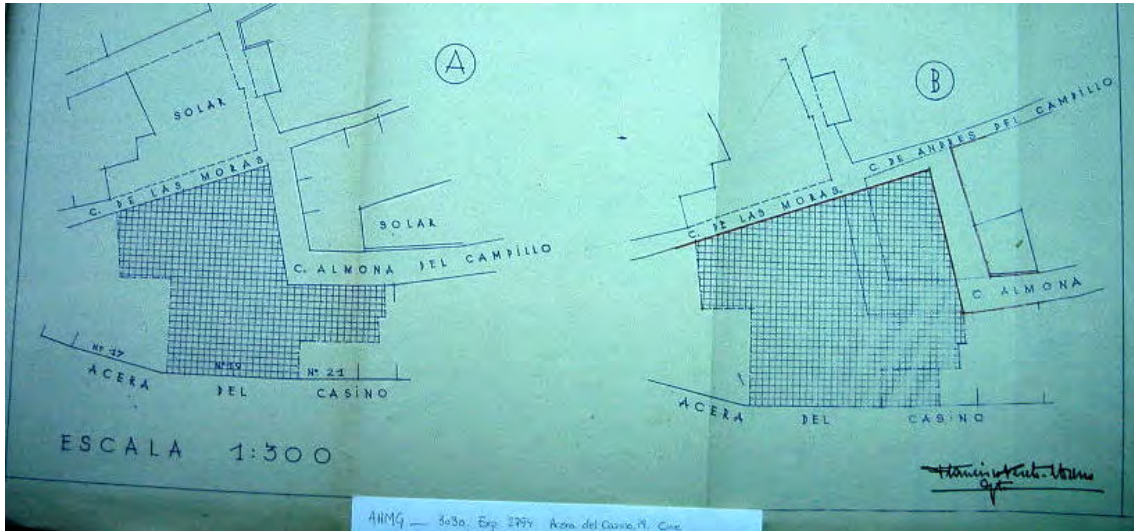 A
SOLAR
C. DE LAS MORAS
SOLAR
C. ALMONA DEL CAMPILLO
Nº 17
Nº 19
Nº 21
ACERA DEL CASINO
ESCALA 1:300
B
C. DE ANDRES DEL CAMPILLO
C. DE LAS MORAS
C. ALMONA
ACERA DEL CASINO
AHMG — 3030. Exp. 2794. Acera del Casino, 19. Cine